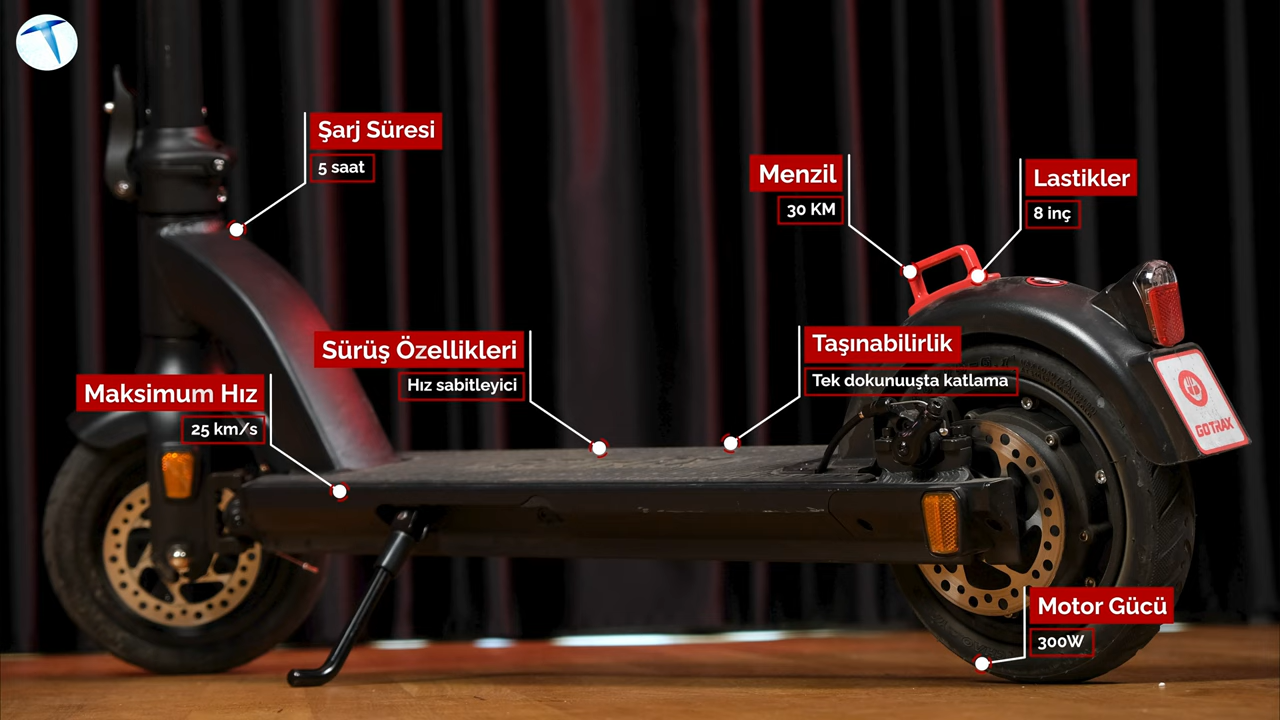 Şarj Süresi
5 saat
Menzil
30 KM
Lastikler
8 inç
Sürüş Özellikleri
Hız sabitleyici
Taşınabilirlik
Tek dokunuuşta katlama
Maksimum Hız
25 km/s
GOTRAX
Motor Gücü
300W